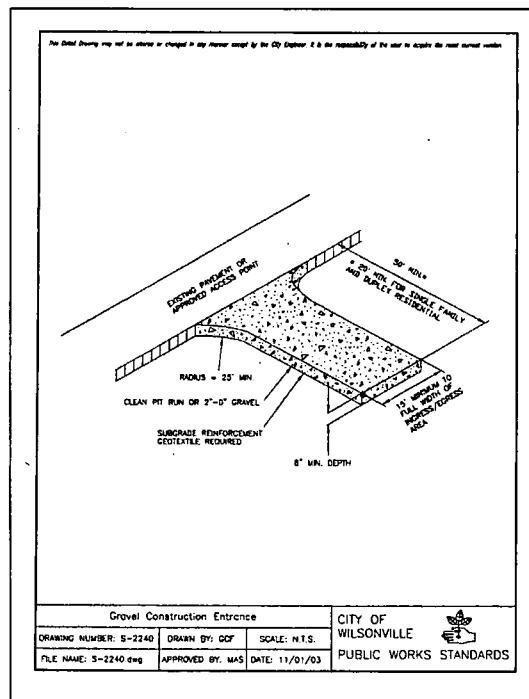 This Detail Drawing may not be altered or changed in any manner except by the City Engineer. It is the responsibility of the user to acquire the most current version.
EXISTING PAVEMENT OR
APPROVED ACCESS POINT
50' MIN.*
* 20' MIN. FOR SINGLE FAMILY
AND DUPLEX RESIDENTIAL
RADIUS = 25' MIN.
CLEAN PIT RUN OR 2"-0" GRAVEL
SUBGRADE REINFORCEMENT
GEOTEXTILE REQUIRED
15' MINIMUM TO
FULL WIDTH OF
INGRESS/EGRESS
AREA
8" MIN. DEPTH
Gravel Construction Entrance
DRAWING NUMBER: S-2240
DRAWN BY: GCF
SCALE: N.T.S.
FILE NAME: S-2240.dwg
APPROVED BY: MAS
DATE: 11/01/03
CITY OF
WILSONVILLE
PUBLIC WORKS STANDARDS